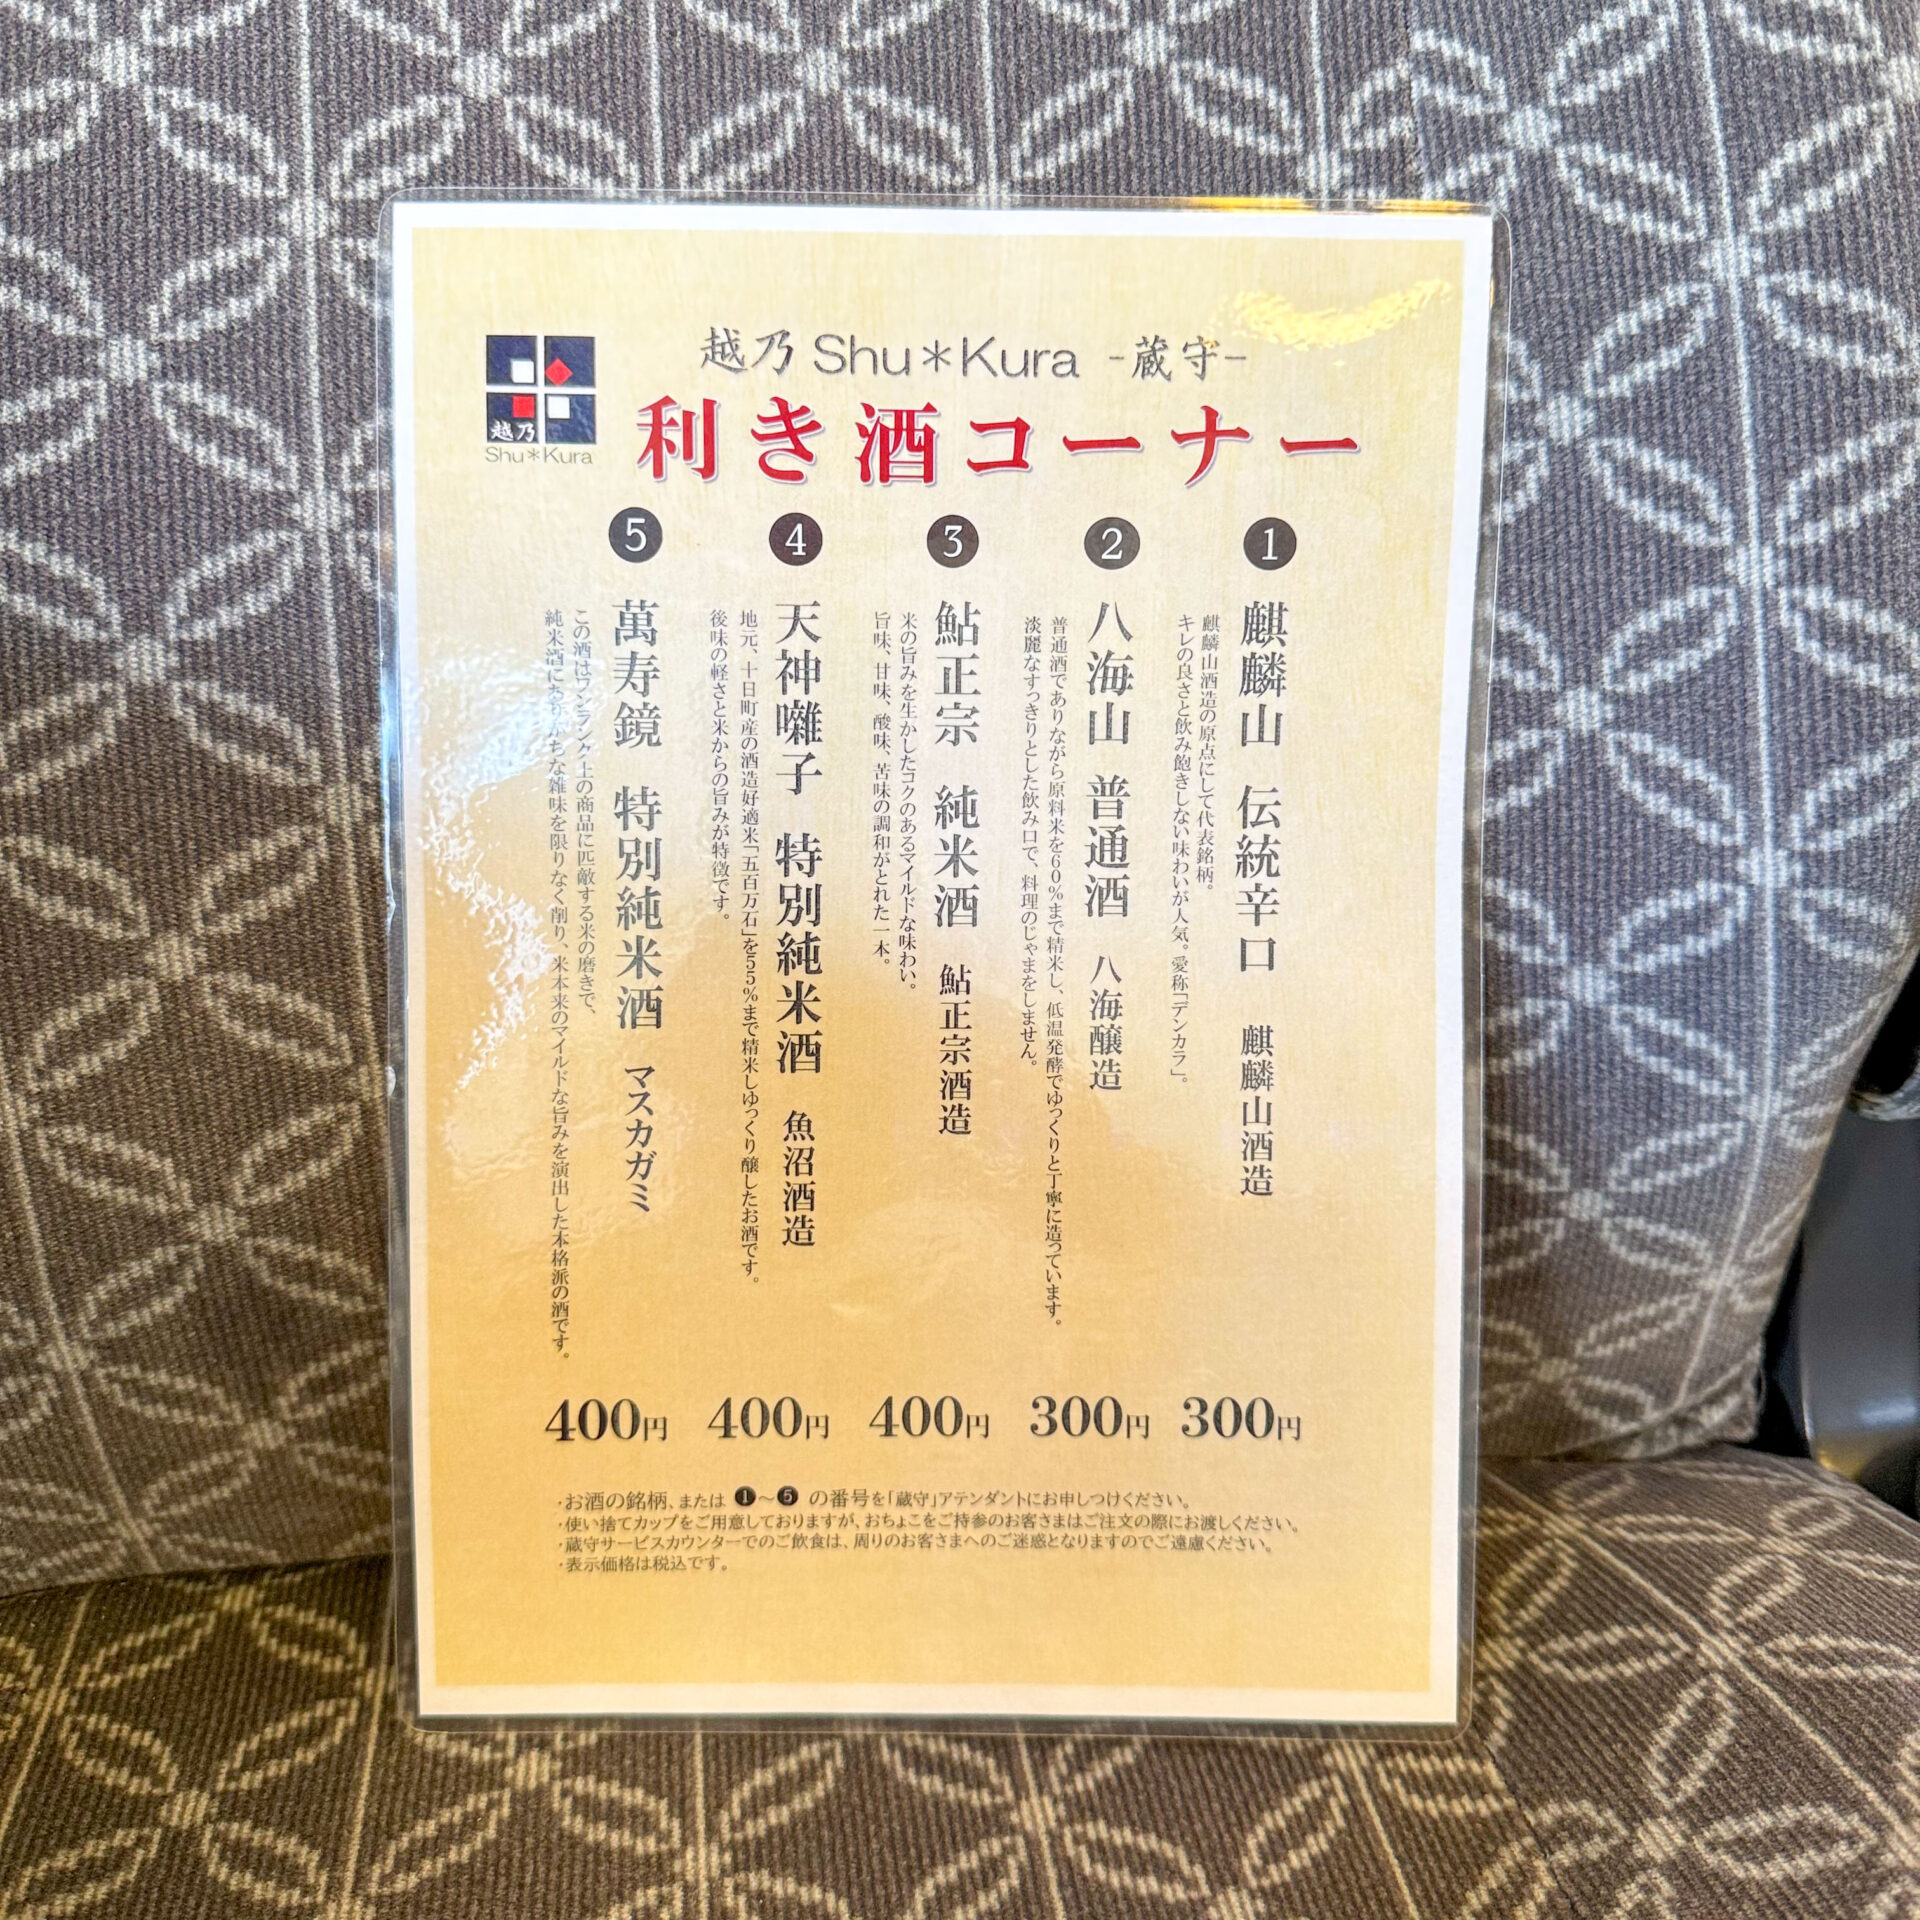 越乃 Shu＊Kura -蔵守-
越乃
Shu＊Kura
利き酒コーナー
❶
麒麟山 伝統辛口 麒麟山酒造
麒麟山酒造の原点にして代表銘柄。
キレの良さと飲み飽きしない味わいが人気。愛称「デンカラ」。
300円
❷
八海山 普通酒 八海醸造
普通酒でありながら原料米を60%まで精米し、低温発酵でゆっくりと丁寧に造っています。
淡麗なすっきりとした飲み口で、料理のじゃまをしません。
300円
❸
鮎正宗 純米酒 鮎正宗酒造
米の旨みを生かしたコクのあるマイルドな味わい。
旨味、甘味、酸味、苦味の調和がとれた一本。
400円
❹
天神囃子 特別純米酒 魚沼酒造
地元、十日町産の酒造好適米「五百万石」を55%まで精米しゆっくり醸したお酒です。
後味の軽さと米からの旨みが特徴です。
400円
❺
萬寿鏡 特別純米酒 マスカガミ
この酒はワンランク上の商品に匹敵する米の磨きで、
純米酒にありがちな雑味を限りなく削り、米本来のマイルドな旨みを演出した本格派の酒です。
400円
・お酒の銘柄、または ❶～❺ の番号を「蔵守」アテンダントにお申しつけください。
・使い捨てカップをご用意しておりますが、おちょこをご持参のお客さまはご注文の際にお渡しください。
・蔵守サービスカウンターでのご飲食は、周りのお客さまへのご迷惑となりますのでご遠慮ください。
・表示価格は税込です。